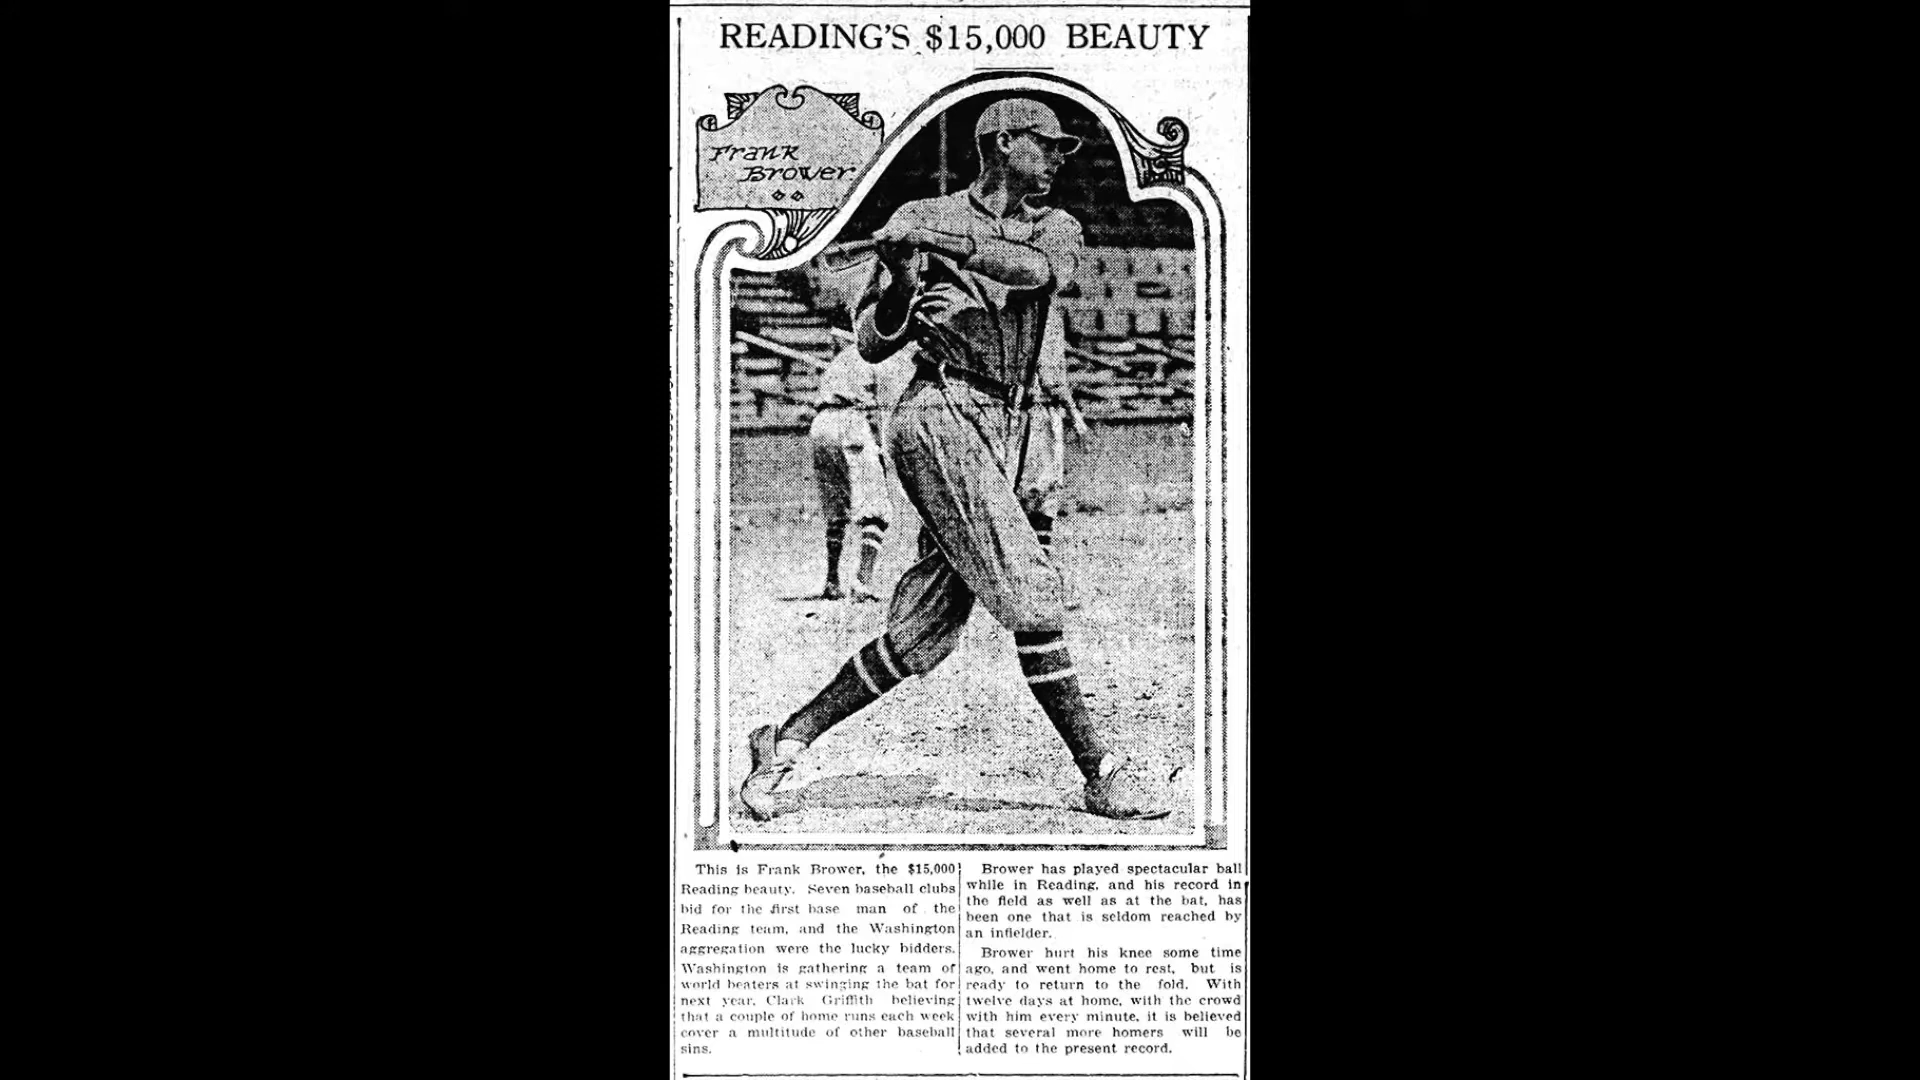 READING'S $15,000 BEAUTY
Frank
Brower
This is Frank Brower, the $15,000
Reading beauty. Seven baseball clubs
bid for the first base man of the
Reading team, and the Washington
aggregation were the lucky bidders.
Washington is gathering a team of
world beaters at swinging the bat for
next year, Clark Griffith believing
that a couple of home runs each week
cover a multitude of other baseball
sins.
Brower has played spectacular ball
while in Reading, and his record in
the field as well as at the bat, has
been one that is seldom reached by
an infielder.
Brower hurt his knee some time
ago, and went home to rest, but is
ready to return to the fold. With
twelve days at home, with the crowd
with him every minute, it is believed
that several more homers will be
added to the present record.